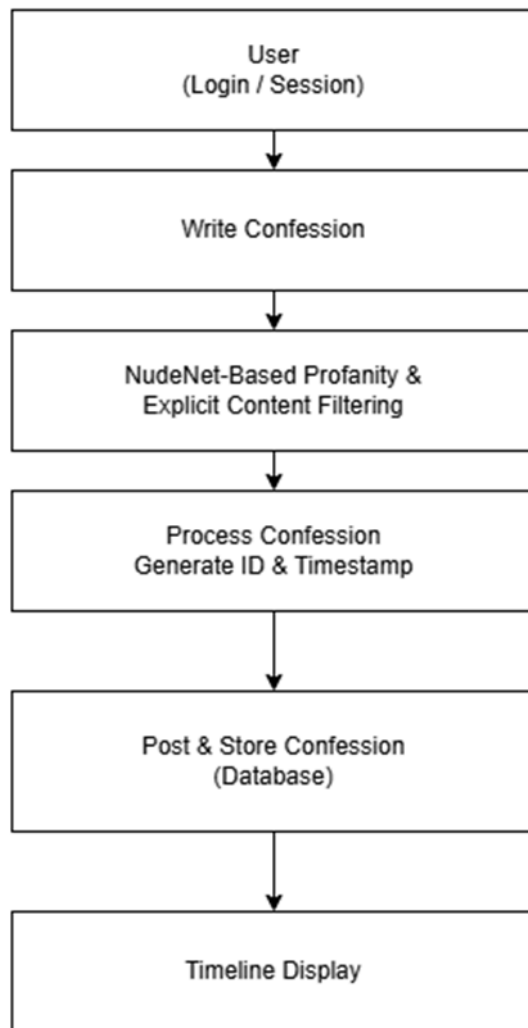 User
(Login / Session)
Write Confession
NudeNet-Based Profanity &
Explicit Content Filtering
Process Confession
Generate ID & Timestamp
Post & Store Confession
(Database)
Timeline Display